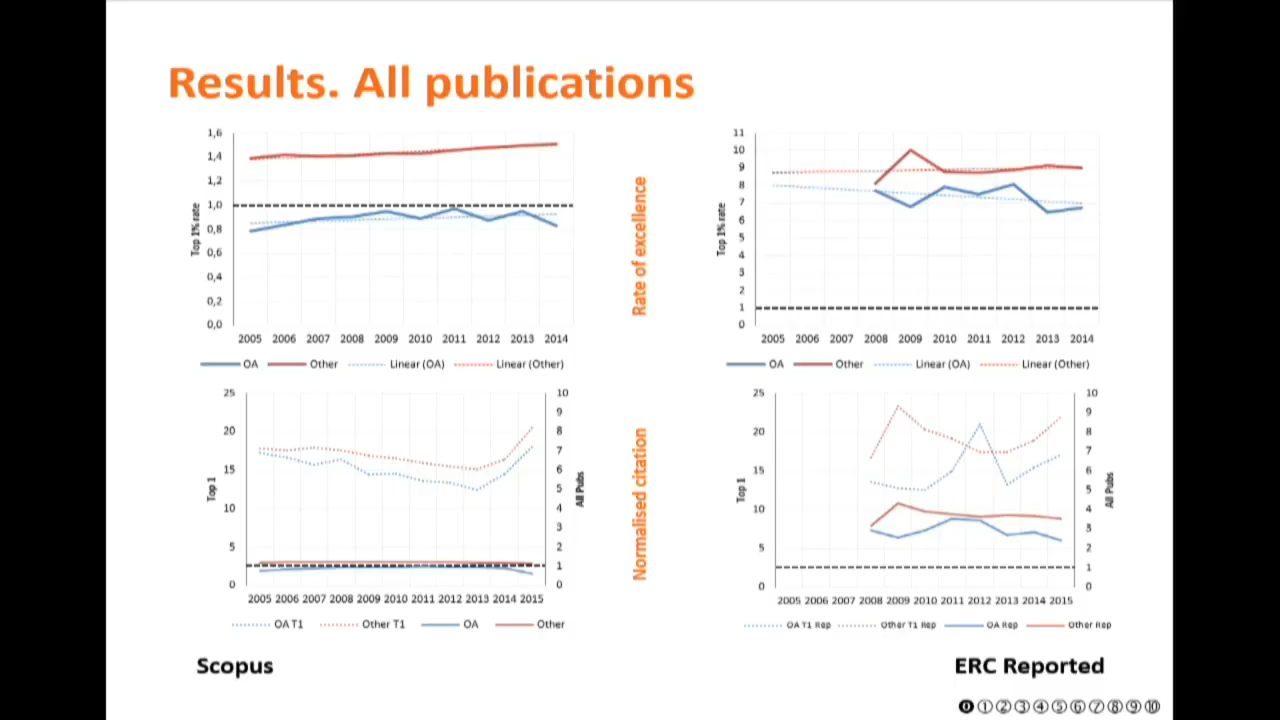 Results. All publications
1,6
1,4
1,2
1,0
0,8
0,6
0,4
0,2
0,0
Top 1% rate
2005 2006 2007 2008 2009 2010 2011 2012 2013 2014
OA Other Linear (OA) Linear (Other)
Rate of excellence
11
10
9
8
7
6
5
4
3
2
1
0
Top 1% rate
2005 2006 2007 2008 2009 2010 2011 2012 2013 2014
OA Other Linear (OA) Linear (Other)
25
20
15
10
5
0
Top 1
10
9
8
7
6
5
4
3
2
1
0
All Pubs
2005 2006 2007 2008 2009 2010 2011 2012 2013 2014 2015
OA T1 Other T1 OA Other
Normalised citation
25
20
15
10
5
0
Top 1
10
9
8
7
6
5
4
3
2
1
0
All Pubs
2005 2006 2007 2008 2009 2010 2011 2012 2013 2014 2015
OA T1 Rep Other T1 Rep OA Rep Other Rep
Scopus
ERC Reported
⓿①②③④⑤⑥⑦⑧⑨⑩